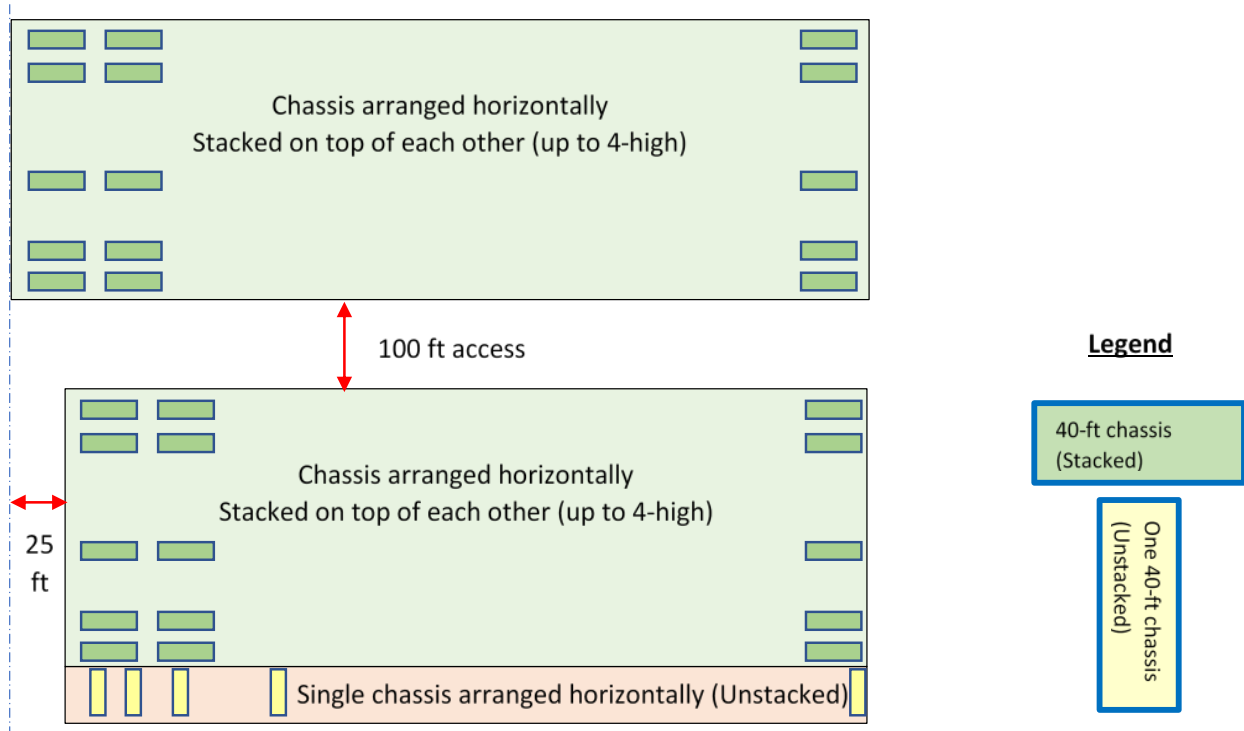 Chassis arranged horizontally
Stacked on top of each other (up to 4-high)
100 ft access
Legend
40-ft chassis
(Stacked)
Chassis arranged horizontally
Stacked on top of each other (up to 4-high)
25
ft
One 40-ft chassis
(Unstacked)
Single chassis arranged horizontally (Unstacked)